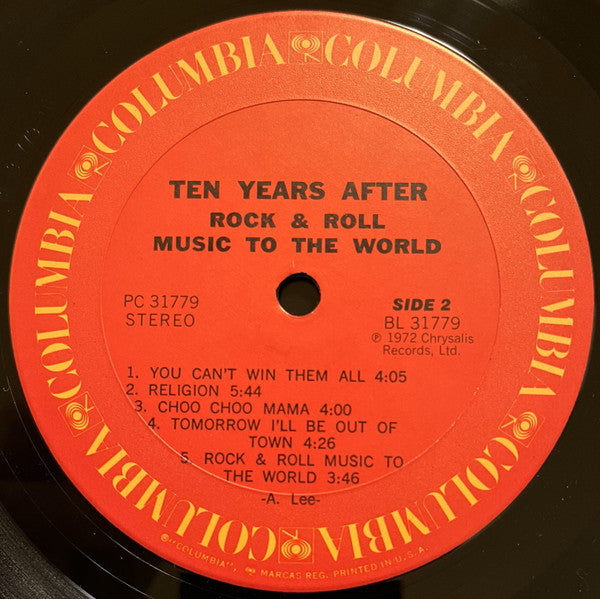 COLUMBIA COLUMBIA COLUMBIA COLUMBIA COLUMBIA COLUMBIA
TEN YEARS AFTER
ROCK & ROLL
MUSIC TO THE WORLD
PC 31779
STEREO
SIDE 2
BL 31779
Ⓟ 1972 Chrysalis
Records, Ltd.
1. YOU CAN'T WIN THEM ALL 4:05
2. RELIGION 5:44
3. CHOO CHOO MAMA 4:00
4. TOMORROW I'LL BE OUT OF
TOWN 4:26
5. ROCK & ROLL MUSIC TO
THE WORLD 3:46
-A. Lee-
®"COLUMBIA", MARCAS REG. PRINTED IN U.S.A.